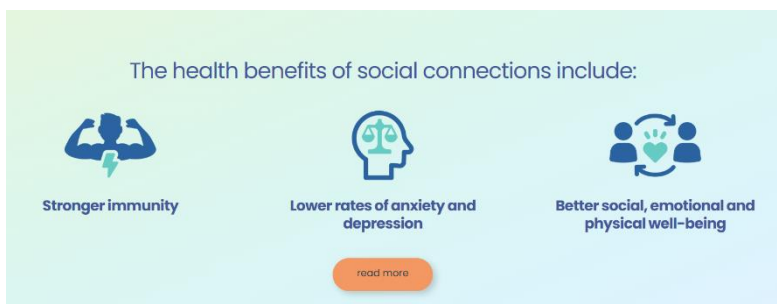 The health benefits of social connections include:
Stronger immunity
Lower rates of anxiety and
depression
Better social, emotional and
physical well-being
read more